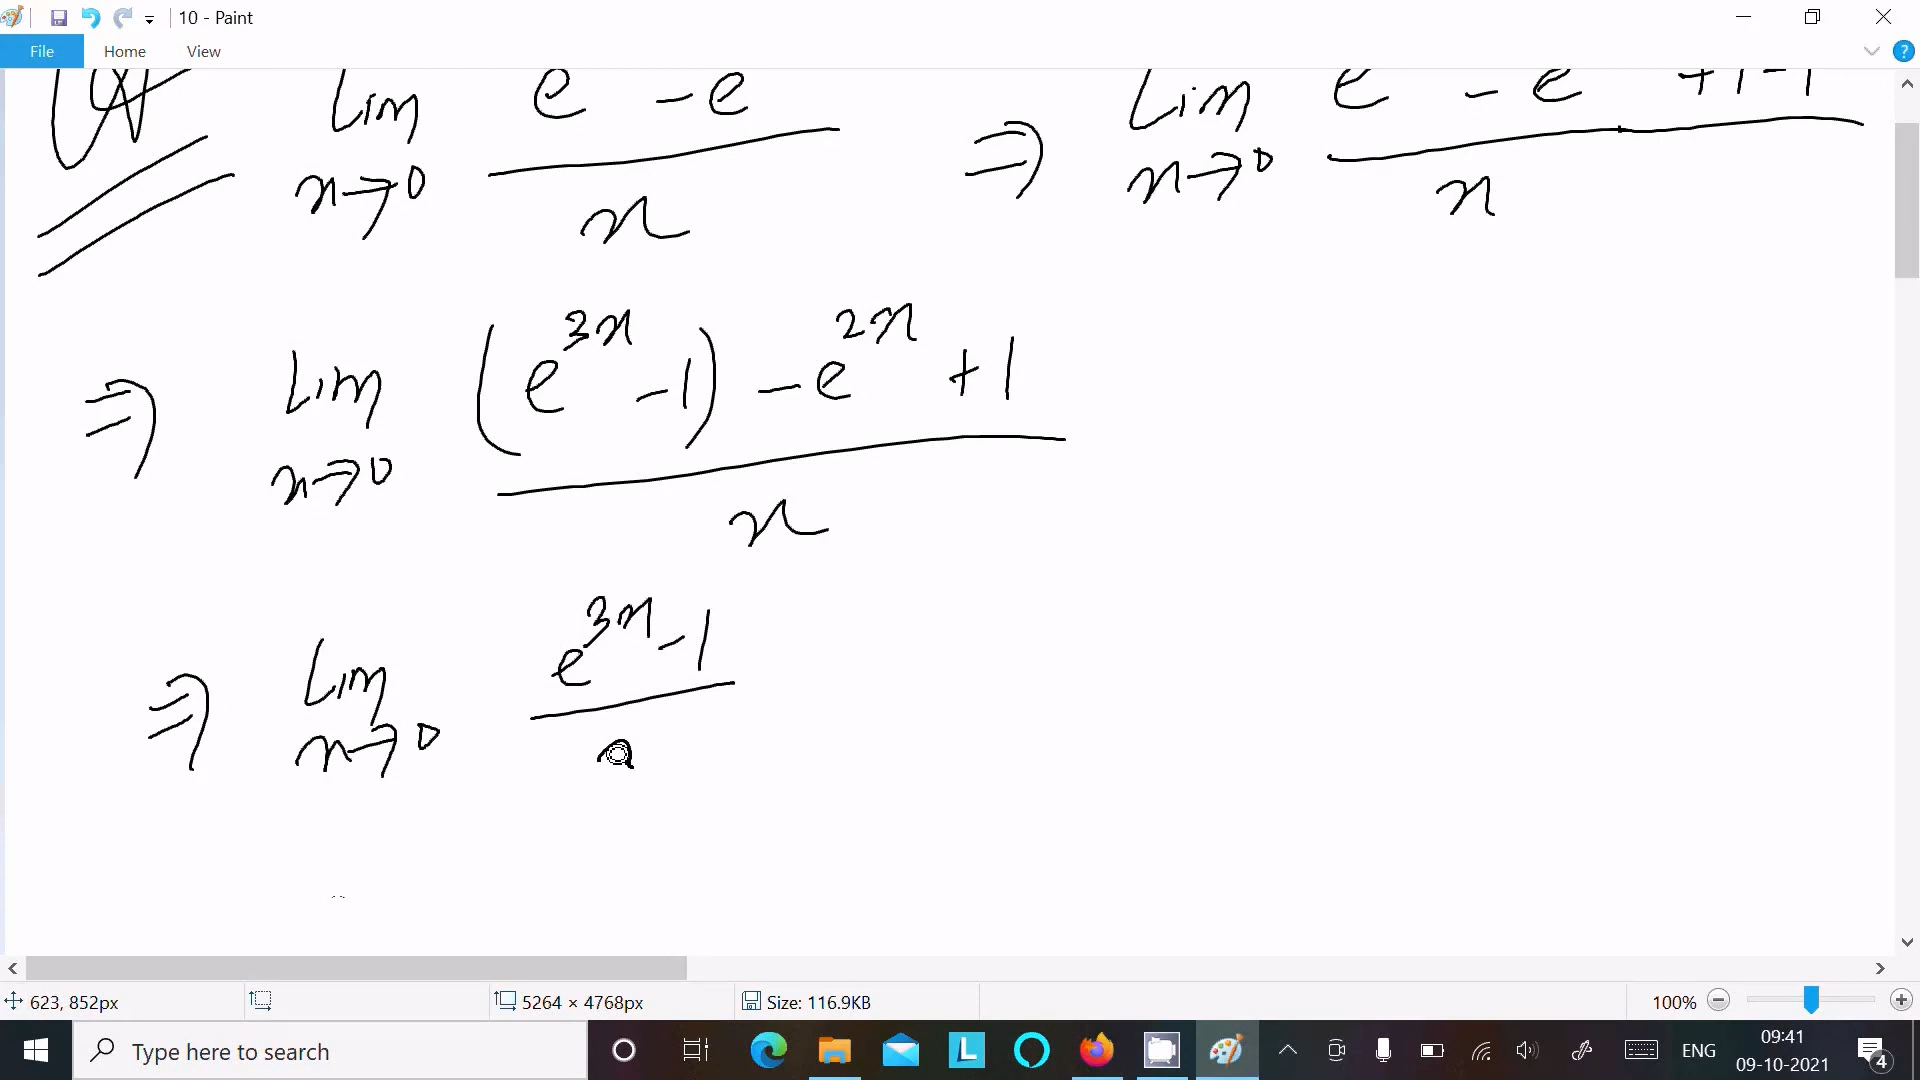 10 - Paint
File Home View
Lim x→0 e - e / x ⇒ Lim x→0 e - e + 1 - 1 / x
⇒ Lim x→0 (e^3x - 1) - e^2x + 1 / x
⇒ Lim x→0 e^3x - 1
623, 852px 5264 × 4768px Size: 116.9KB 100%
Type here to search ENG 09:41
09-10-2021 4